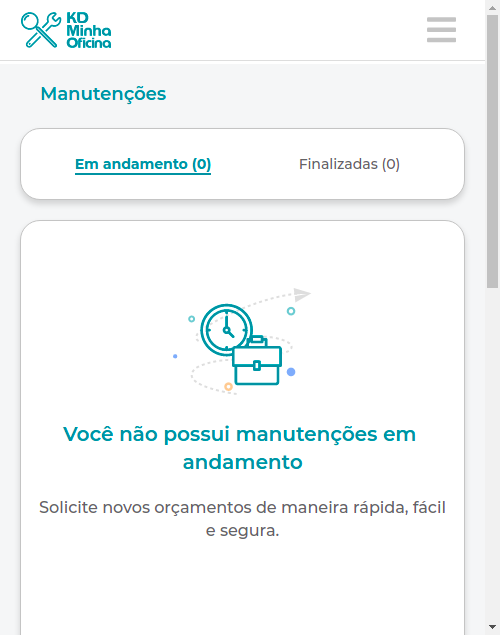 KD
Minha
Oficina
Manutenções
Em andamento (0)
Finalizadas (0)
Você não possui manutenções em
andamento
Solicite novos orçamentos de maneira rápida, fácil
e segura.